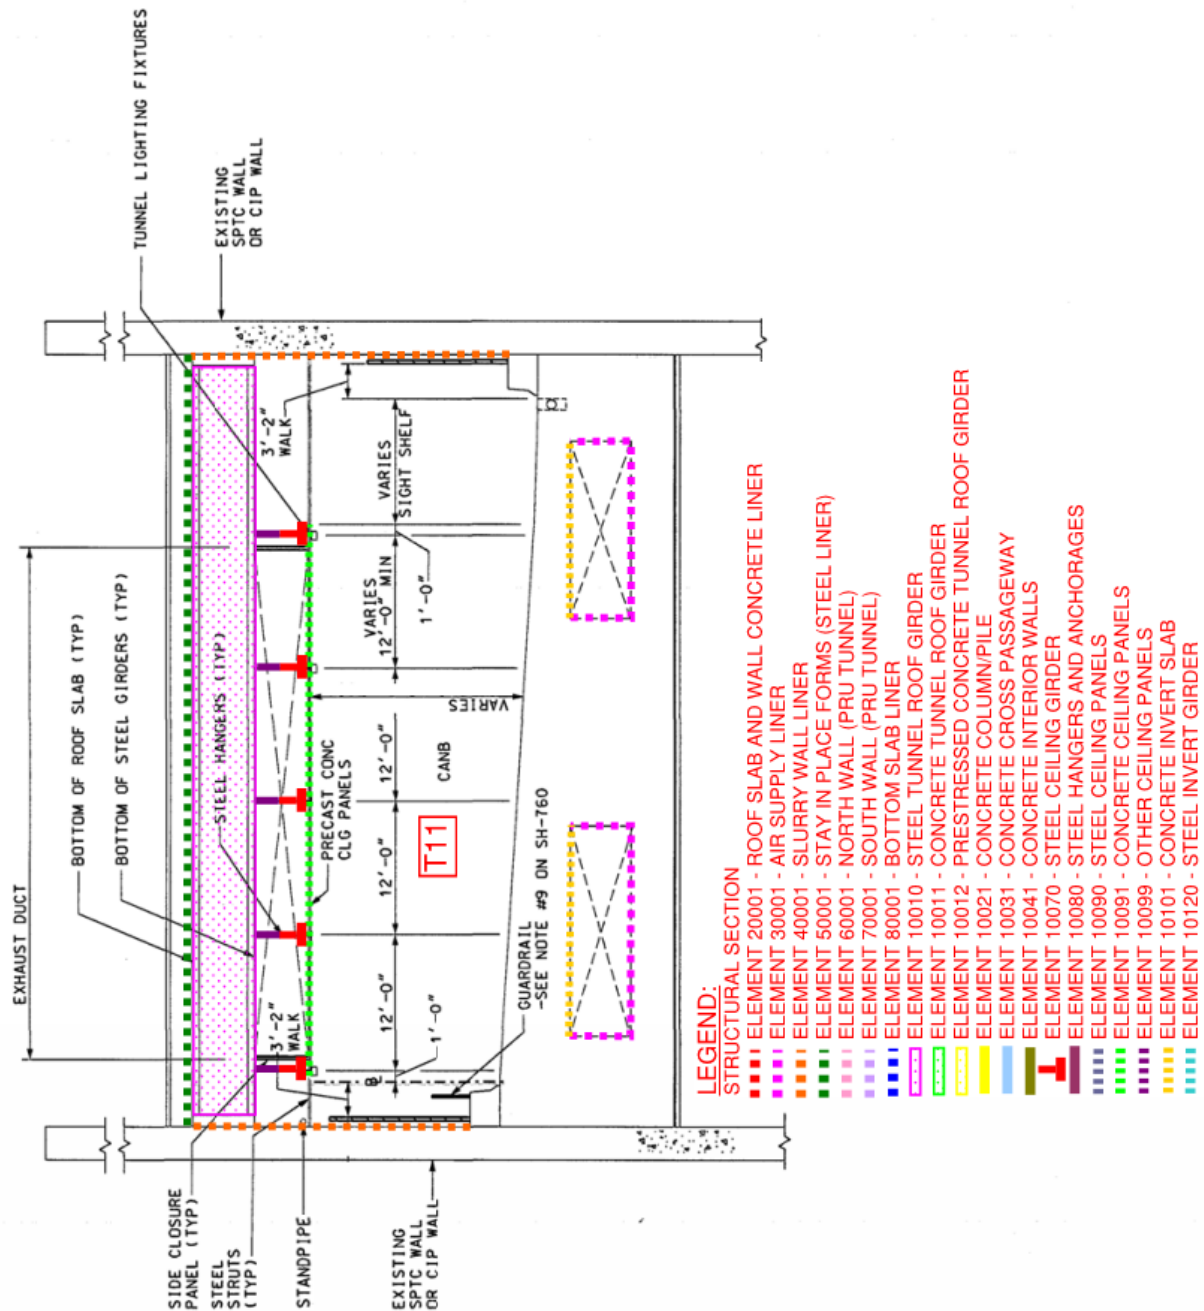 EXHAUST DUCT
BOTTOM OF ROOF SLAB (TYP)
BOTTOM OF STEEL GIRDERS (TYP)
STEEL HANGERS (TYP)
TUNNEL LIGHTING FIXTURES
EXISTING
SPTC WALL
OR CIP WALL
SIDE CLOSURE
PANEL (TYP)
STEEL
STRUTS
(TYP)
STANDPIPE
EXISTING
SPTC WALL
OR CIP WALL
3'-2"
WALK
3'-2"
WALK
PRECAST CONC
CLG PANELS
VARIES
12'-0" MIN
VARIES
SIGHT SHELF
12'-0"
12'-0"
12'-0"
1'-0"
1'-0"
VARIES
CANB
T11
GUARDRAIL
-SEE NOTE #9 ON SH-760
LEGEND:
STRUCTURAL SECTION
ELEMENT 20001 - ROOF SLAB AND WALL CONCRETE LINER
ELEMENT 30001 - AIR SUPPLY LINER
ELEMENT 40001 - SLURRY WALL LINER
ELEMENT 50001 - STAY IN PLACE FORMS (STEEL LINER)
ELEMENT 60001 - NORTH WALL (PRU TUNNEL)
ELEMENT 70001 - SOUTH WALL (PRU TUNNEL)
ELEMENT 80001 - BOTTOM SLAB LINER
ELEMENT 10010 - STEEL TUNNEL ROOF GIRDER
ELEMENT 10011 - CONCRETE TUNNEL ROOF GIRDER
ELEMENT 10012 - PRESTRESSED CONCRETE TUNNEL ROOF GIRDER
ELEMENT 10021 - CONCRETE COLUMN/PILE
ELEMENT 10031 - CONCRETE CROSS PASSAGEWAY
ELEMENT 10041 - CONCRETE INTERIOR WALLS
ELEMENT 10070 - STEEL CEILING GIRDER
ELEMENT 10080 - STEEL HANGERS AND ANCHORAGES
ELEMENT 10090 - STEEL CEILING PANELS
ELEMENT 10091 - CONCRETE CEILING PANELS
ELEMENT 10099 - OTHER CEILING PANELS
ELEMENT 10101 - CONCRETE INVERT SLAB
ELEMENT 10120 - STEEL INVERT GIRDER